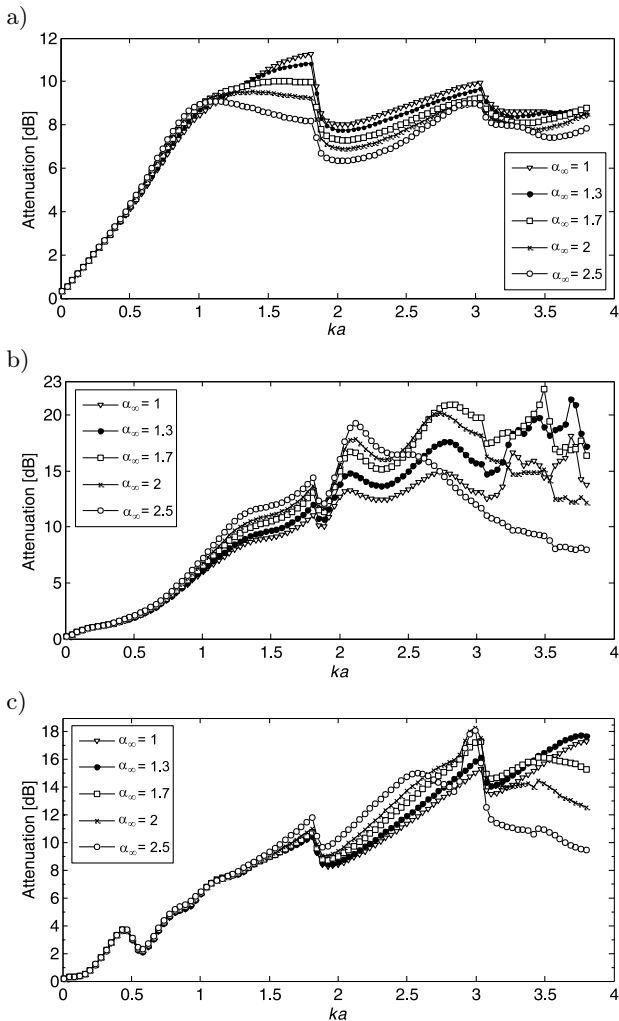 a)
12
10
8
6
4
2
0
Attenuation [dB]
α∞ = 1
α∞ = 1.3
α∞ = 1.7
α∞ = 2
α∞ = 2.5
0 0.5 1 1.5 2 2.5 3 3.5 4
ka
b)
23
20
15
10
5
0
Attenuation [dB]
α∞ = 1
α∞ = 1.3
α∞ = 1.7
α∞ = 2
α∞ = 2.5
0 0.5 1 1.5 2 2.5 3 3.5 4
ka
c)
18
16
14
12
10
8
6
4
2
0
Attenuation [dB]
α∞ = 1
α∞ = 1.3
α∞ = 1.7
α∞ = 2
α∞ = 2.5
0 0.5 1 1.5 2 2.5 3 3.5 4
ka